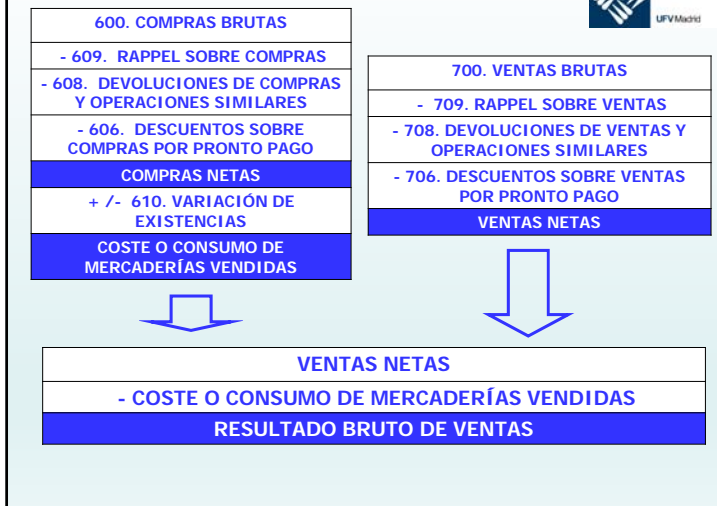 600. COMPRAS BRUTAS
- 609. RAPPEL SOBRE COMPRAS
- 608. DEVOLUCIONES DE COMPRAS
Y OPERACIONES SIMILARES
- 606. DESCUENTOS SOBRE
COMPRAS POR PRONTO PAGO
COMPRAS NETAS
+ /- 610. VARIACIÓN DE
EXISTENCIAS
COSTE O CONSUMO DE
MERCADERÍAS VENDIDAS
UFV Madrid
700. VENTAS BRUTAS
- 709. RAPPEL SOBRE VENTAS
- 708. DEVOLUCIONES DE VENTAS Y
OPERACIONES SIMILARES
- 706. DESCUENTOS SOBRE VENTAS
POR PRONTO PAGO
VENTAS NETAS
VENTAS NETAS
- COSTE O CONSUMO DE MERCADERÍAS VENDIDAS
RESULTADO BRUTO DE VENTAS